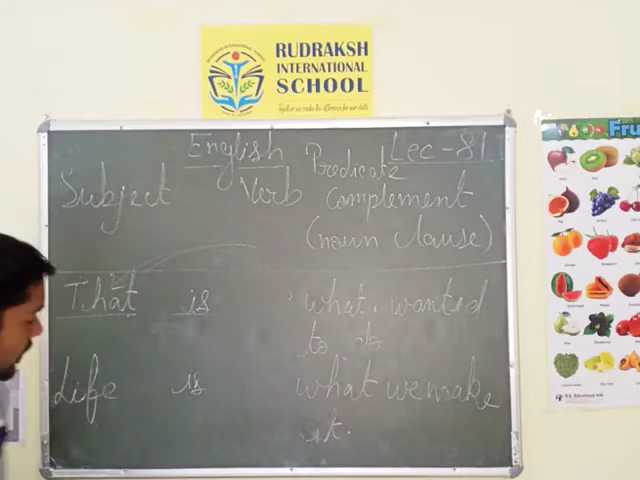 RUDRAKSH
INTERNATIONAL
SCHOOL
English Lec-81
Subject Verb Predicate
Complement
(noun clause)
That is what wanted
to do
Life is what we make
it.
Fru